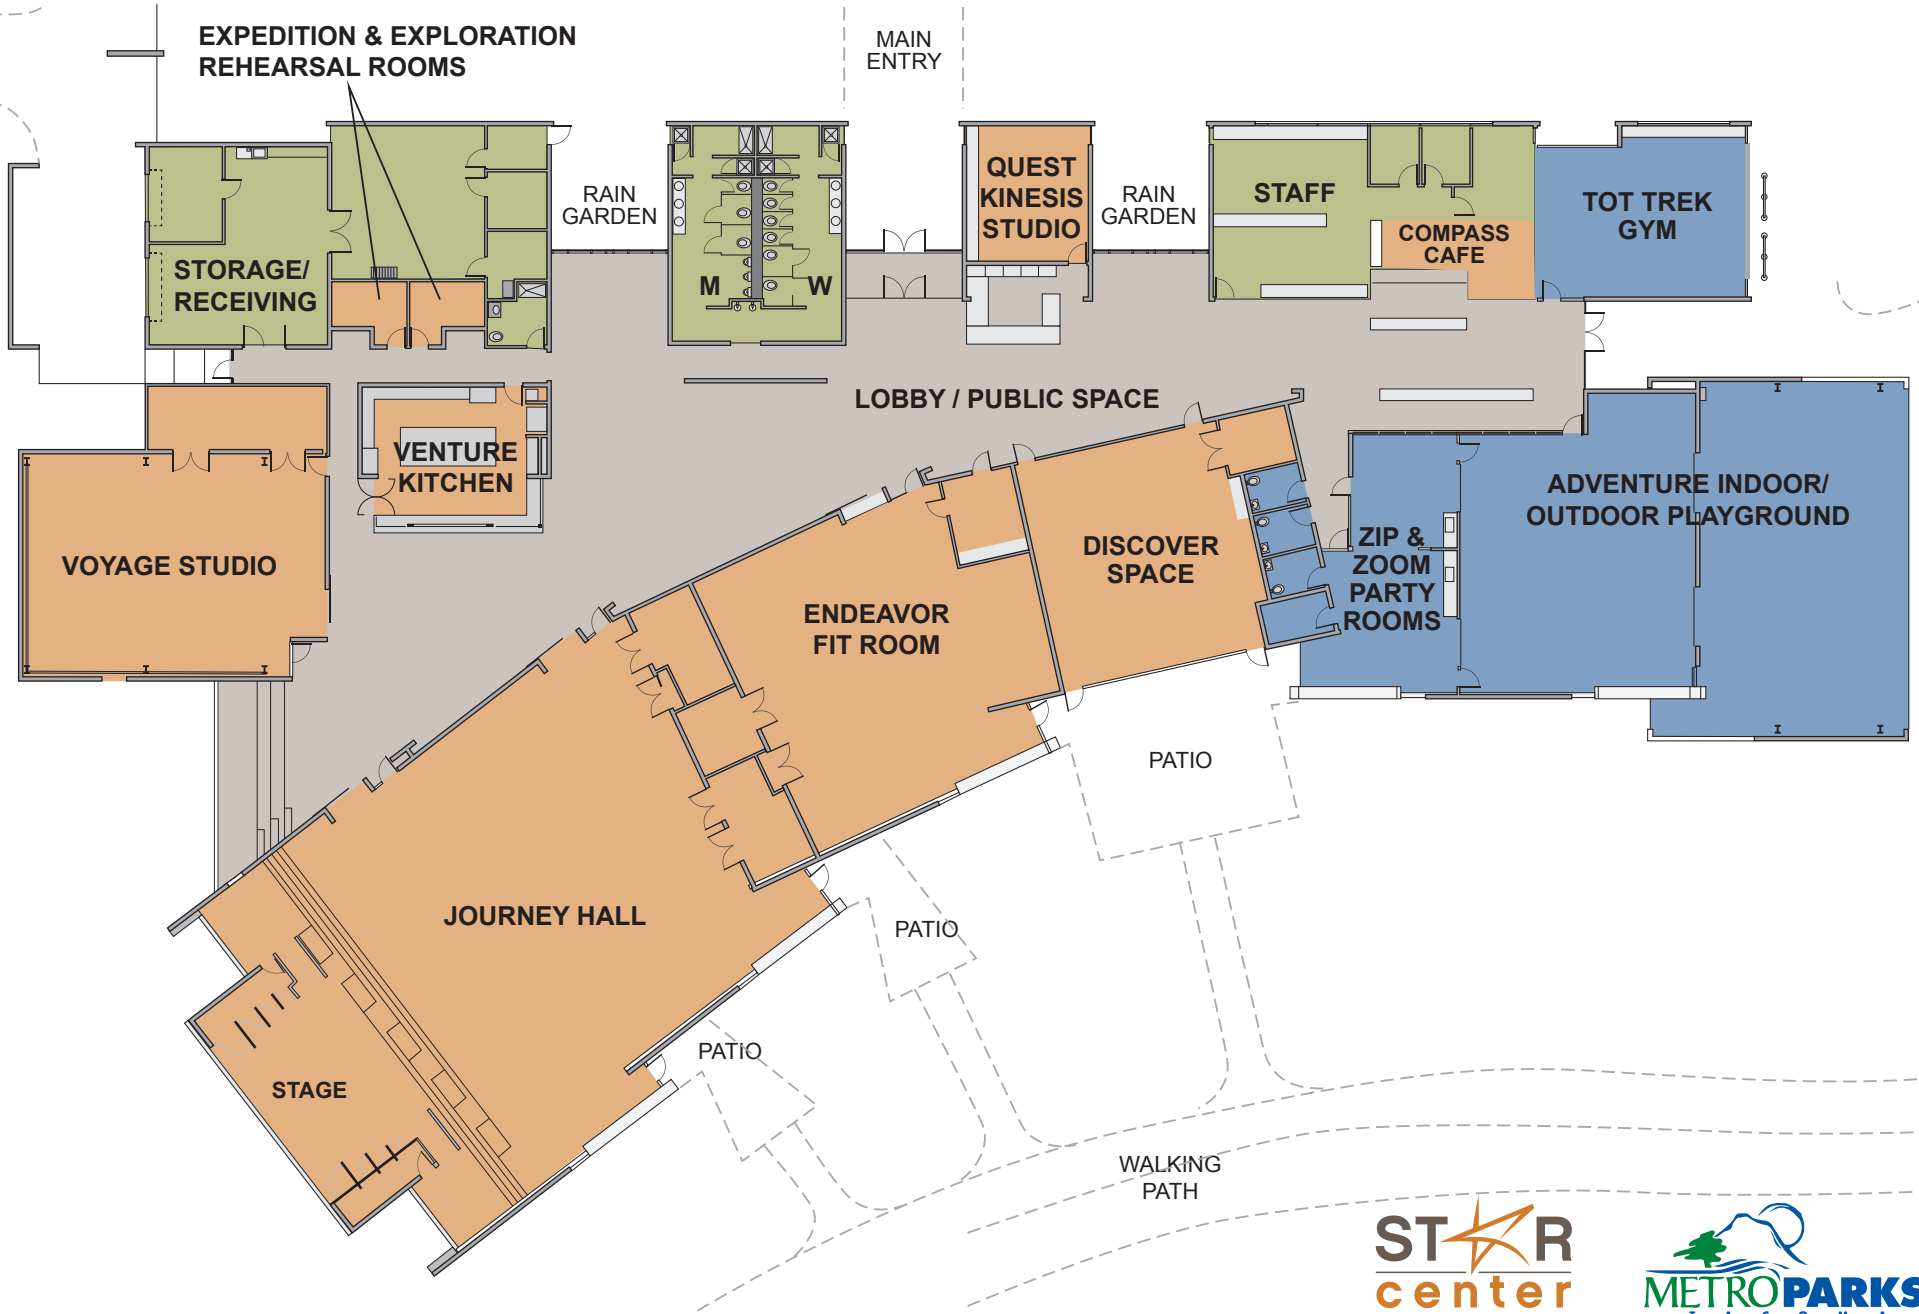 EXPEDITION & EXPLORATION
REHEARSAL ROOMS
MAIN
ENTRY
RAIN
GARDEN
QUEST
KINESIS
STUDIO
RAIN
GARDEN
STAFF
COMPASS
CAFE
TOT TREK
GYM
STORAGE/
RECEIVING
M
W
LOBBY / PUBLIC SPACE
VENTURE
KITCHEN
VOYAGE STUDIO
ENDEAVOR
FIT ROOM
DISCOVER
SPACE
ZIP &
ZOOM
PARTY
ROOMS
ADVENTURE INDOOR/
OUTDOOR PLAYGROUND
PATIO
JOURNEY HALL
PATIO
PATIO
STAGE
WALKING
PATH
STAR
center
METROPARKS
TACOMA